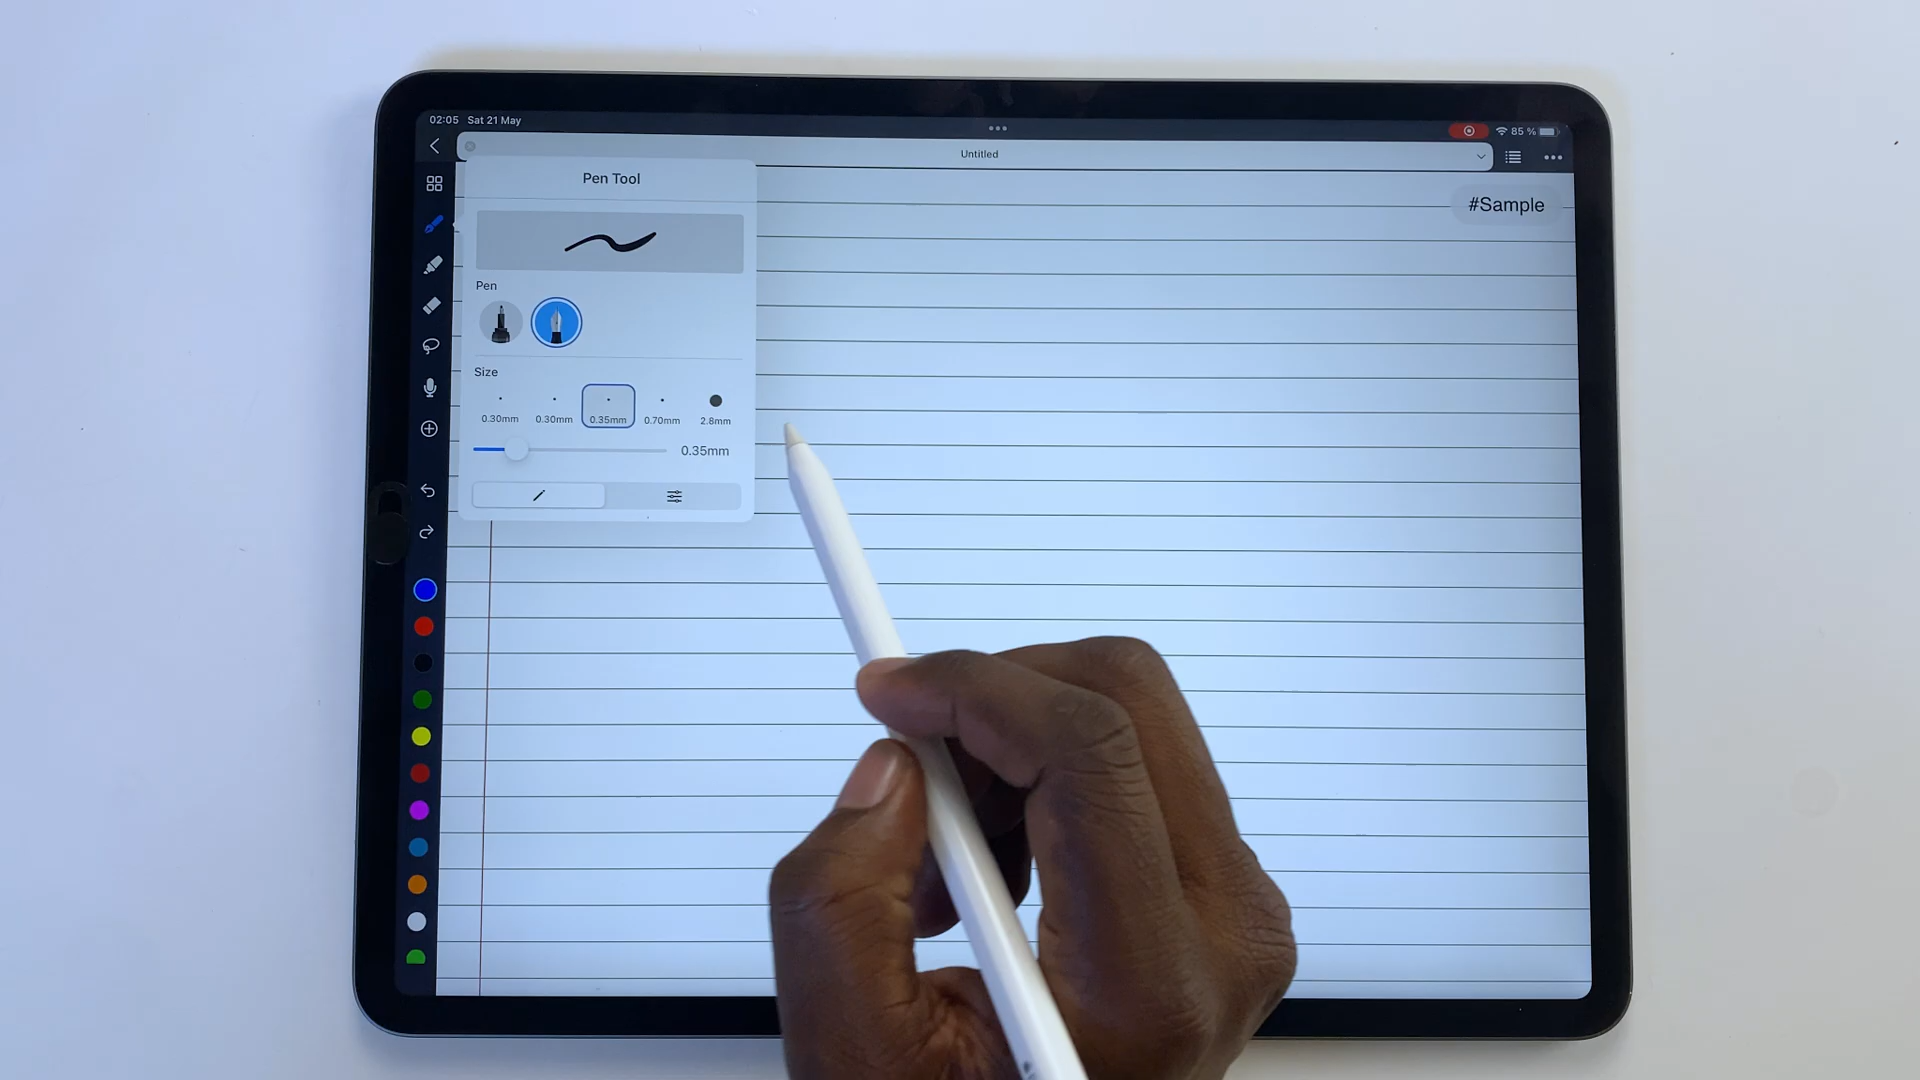 02:05 Sat 21 May
85 %
Untitled
#Sample
Pen Tool
Pen
Size
0.30mm 0.30mm 0.35mm 0.70mm 2.8mm
0.35mm